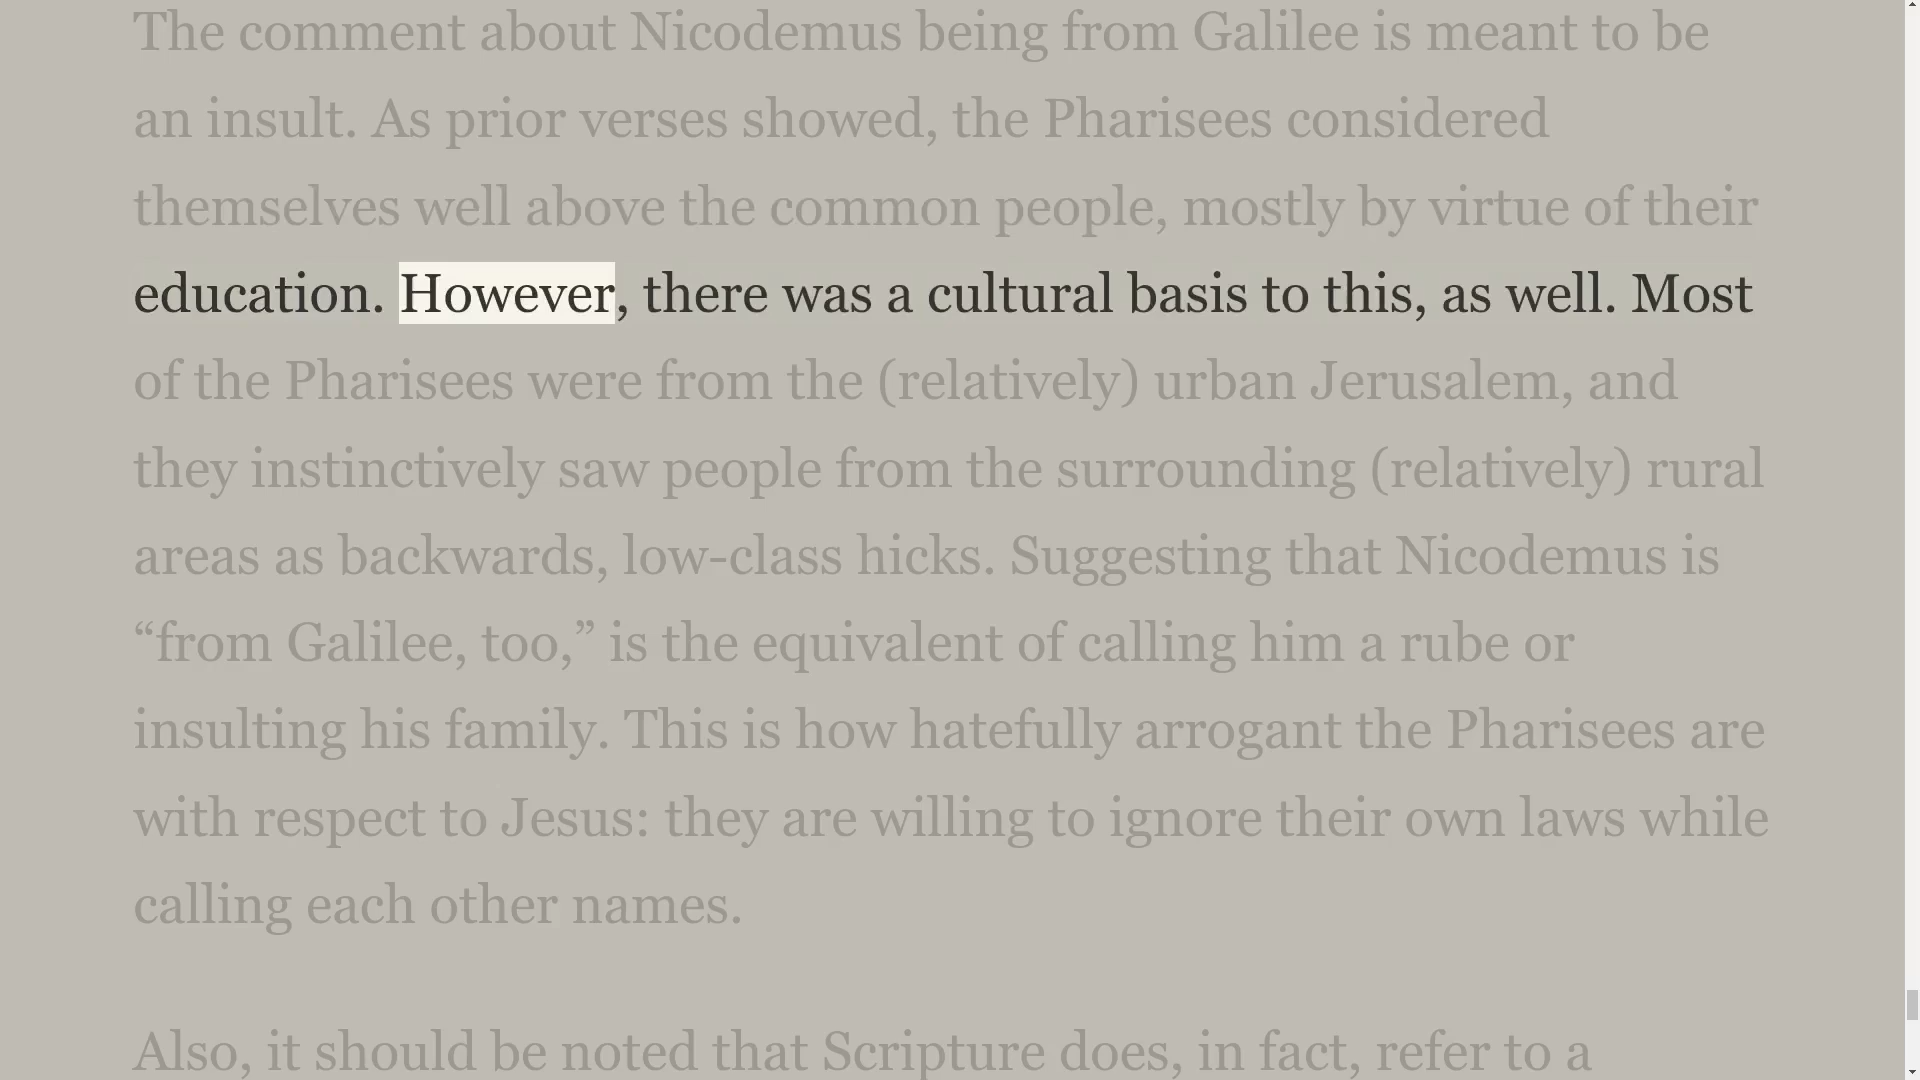 The comment about Nicodemus being from Galilee is meant to be
an insult. As prior verses showed, the Pharisees considered
themselves well above the common people, mostly by virtue of their
education. However, there was a cultural basis to this, as well. Most
of the Pharisees were from the (relatively) urban Jerusalem, and
they instinctively saw people from the surrounding (relatively) rural
areas as backwards, low-class hicks. Suggesting that Nicodemus is
“from Galilee, too,” is the equivalent of calling him a rube or
insulting his family. This is how hatefully arrogant the Pharisees are
with respect to Jesus: they are willing to ignore their own laws while
calling each other names.
Also, it should be noted that Scripture does, in fact, refer to a